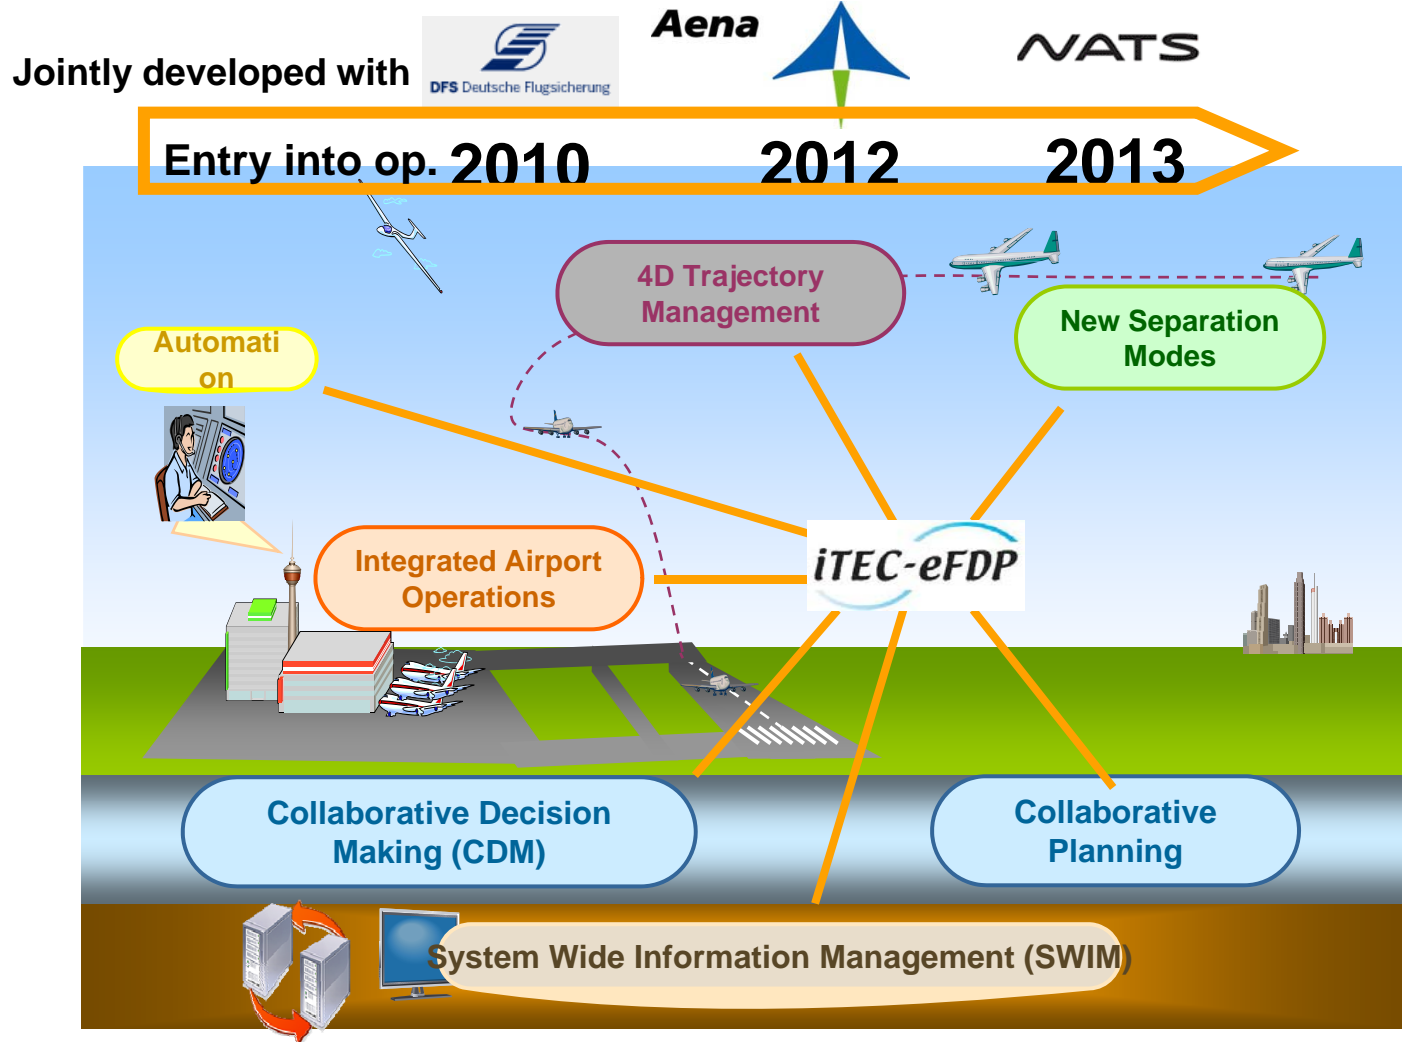 Jointly developed with
DFS Deutsche Flugsicherung
Aena
NATS
Entry into op. 2010 2012 2013
4D Trajectory
Management
New Separation
Modes
Automati
on
Integrated Airport
Operations
iTEC-eFDP
Collaborative Decision
Making (CDM)
Collaborative
Planning
System Wide Information Management (SWIM)